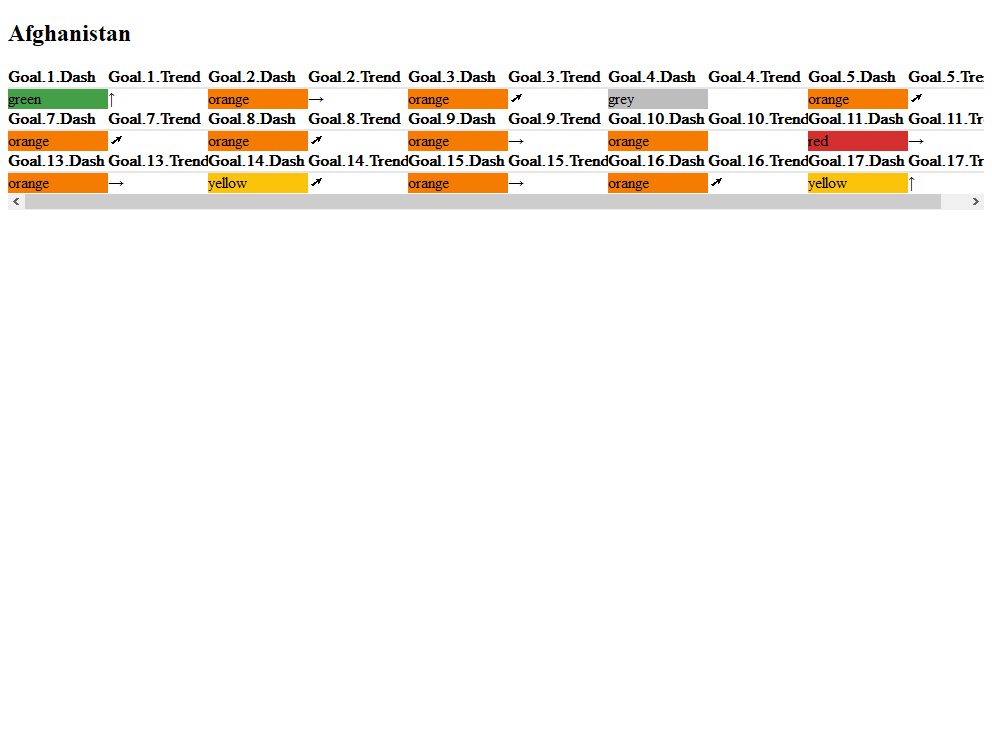 Afghanistan
Goal.1.Dash Goal.1.Trend Goal.2.Dash Goal.2.Trend Goal.3.Dash Goal.3.Trend Goal.4.Dash Goal.4.Trend Goal.5.Dash Goal.5.Tre
green ↑ orange → orange ➚ grey orange ➚
Goal.7.Dash Goal.7.Trend Goal.8.Dash Goal.8.Trend Goal.9.Dash Goal.9.Trend Goal.10.Dash Goal.10.Trend Goal.11.Dash Goal.11.Tr
orange ➚ orange ➚ orange → orange red →
Goal.13.Dash Goal.13.Trend Goal.14.Dash Goal.14.Trend Goal.15.Dash Goal.15.Trend Goal.16.Dash Goal.16.Trend Goal.17.Dash Goal.17.Tr
orange → yellow ➚ orange → orange ➚ yellow ↑